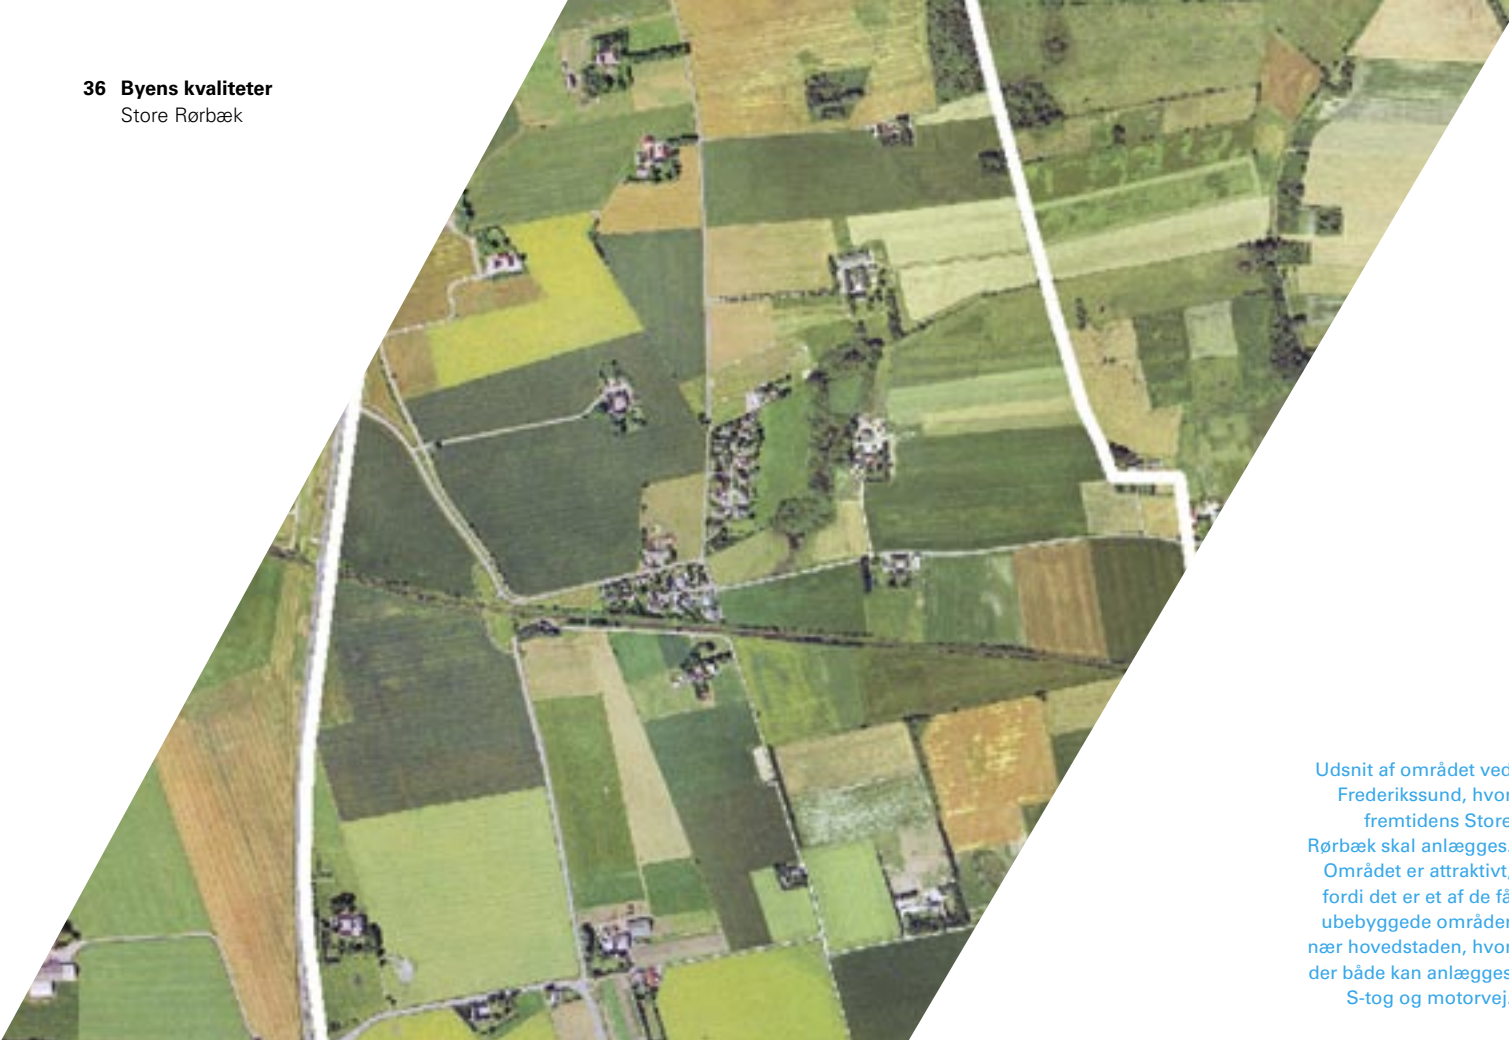 36 Byens kvaliteter
Store Rørbæk
Udsnit af området ved
Frederikssund, hvor
fremtidens Store
Rørbæk skal anlægges.
Området er attraktivt,
fordi det er et af de få
ubebyggede områder
nær hovedstaden, hvor
der både kan anlægges
S-tog og motorvej.